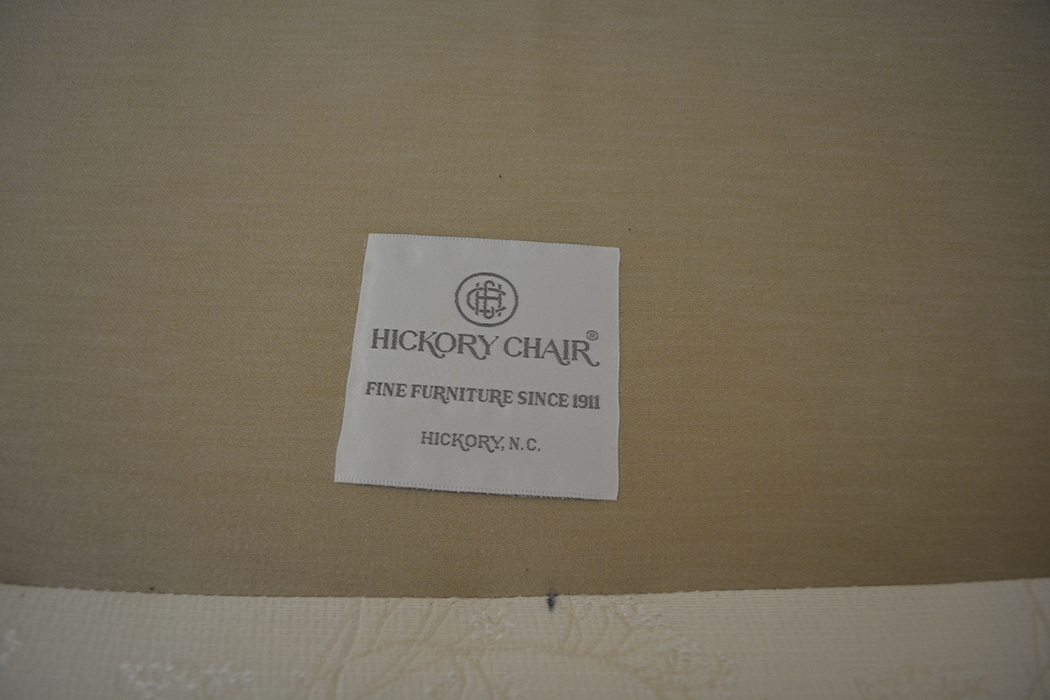 HICKORY CHAIR®
FINE FURNITURE SINCE 1911
HICKORY, N.C.